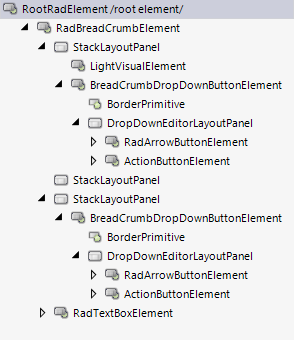 RootRadElement /root element/
RadBreadCrumbElement
StackLayoutPanel
LightVisualElement
BreadCrumbDropDownButtonElement
BorderPrimitive
DropDownEditorLayoutPanel
RadArrowButtonElement
ActionButtonElement
StackLayoutPanel
StackLayoutPanel
BreadCrumbDropDownButtonElement
BorderPrimitive
DropDownEditorLayoutPanel
RadArrowButtonElement
ActionButtonElement
RadTextBoxElement